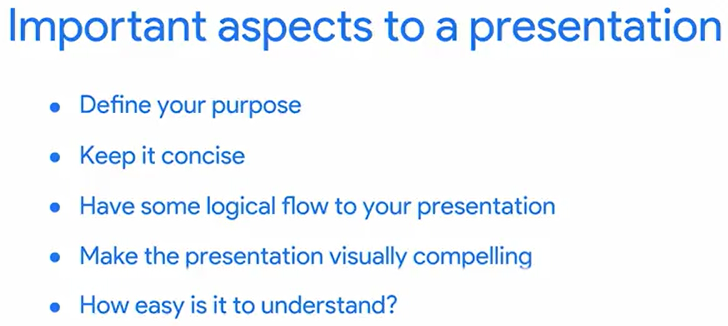 Important aspects to a presentation
• Define your purpose
• Keep it concise
• Have some logical flow to your presentation
• Make the presentation visually compelling
• How easy is it to understand?